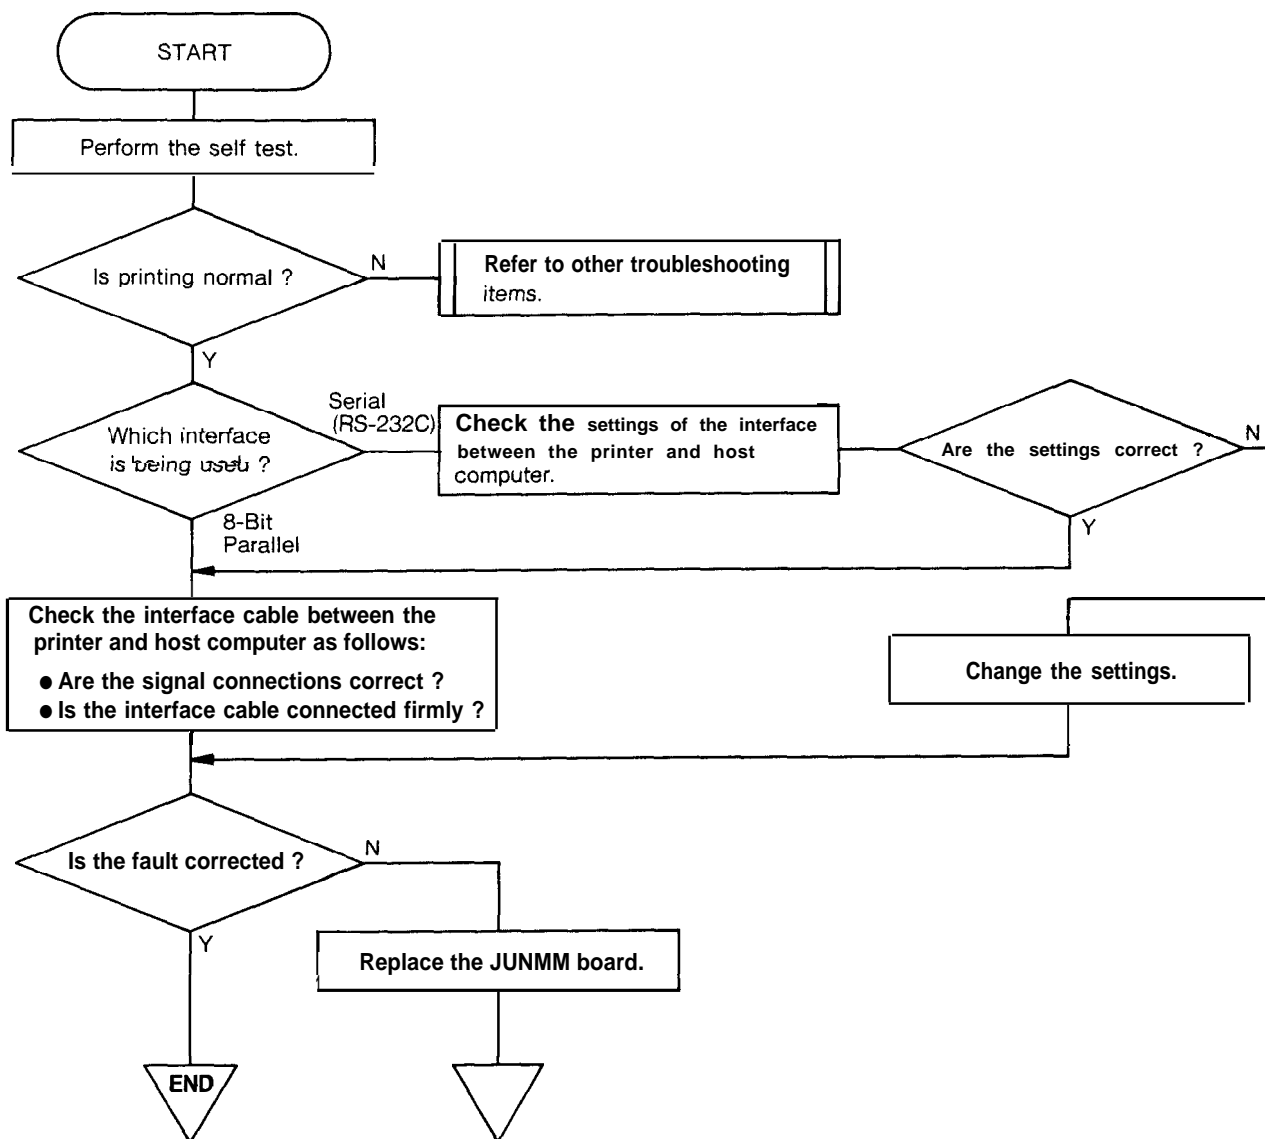 START
Perform the self test.
Is printing normal ?
N
Refer to other troubleshooting
items.
Y
Which interface
is being used ?
Serial
(RS-232C)
Check the settings of the interface
between the printer and host
computer.
Are the settings correct ?
N
Y
8-Bit
Parallel
Check the interface cable between the
printer and host computer as follows:
● Are the signal connections correct ?
● Is the interface cable connected firmly ?
Change the settings.
Is the fault corrected ?
N
Y
Replace the JUNMM board.
END